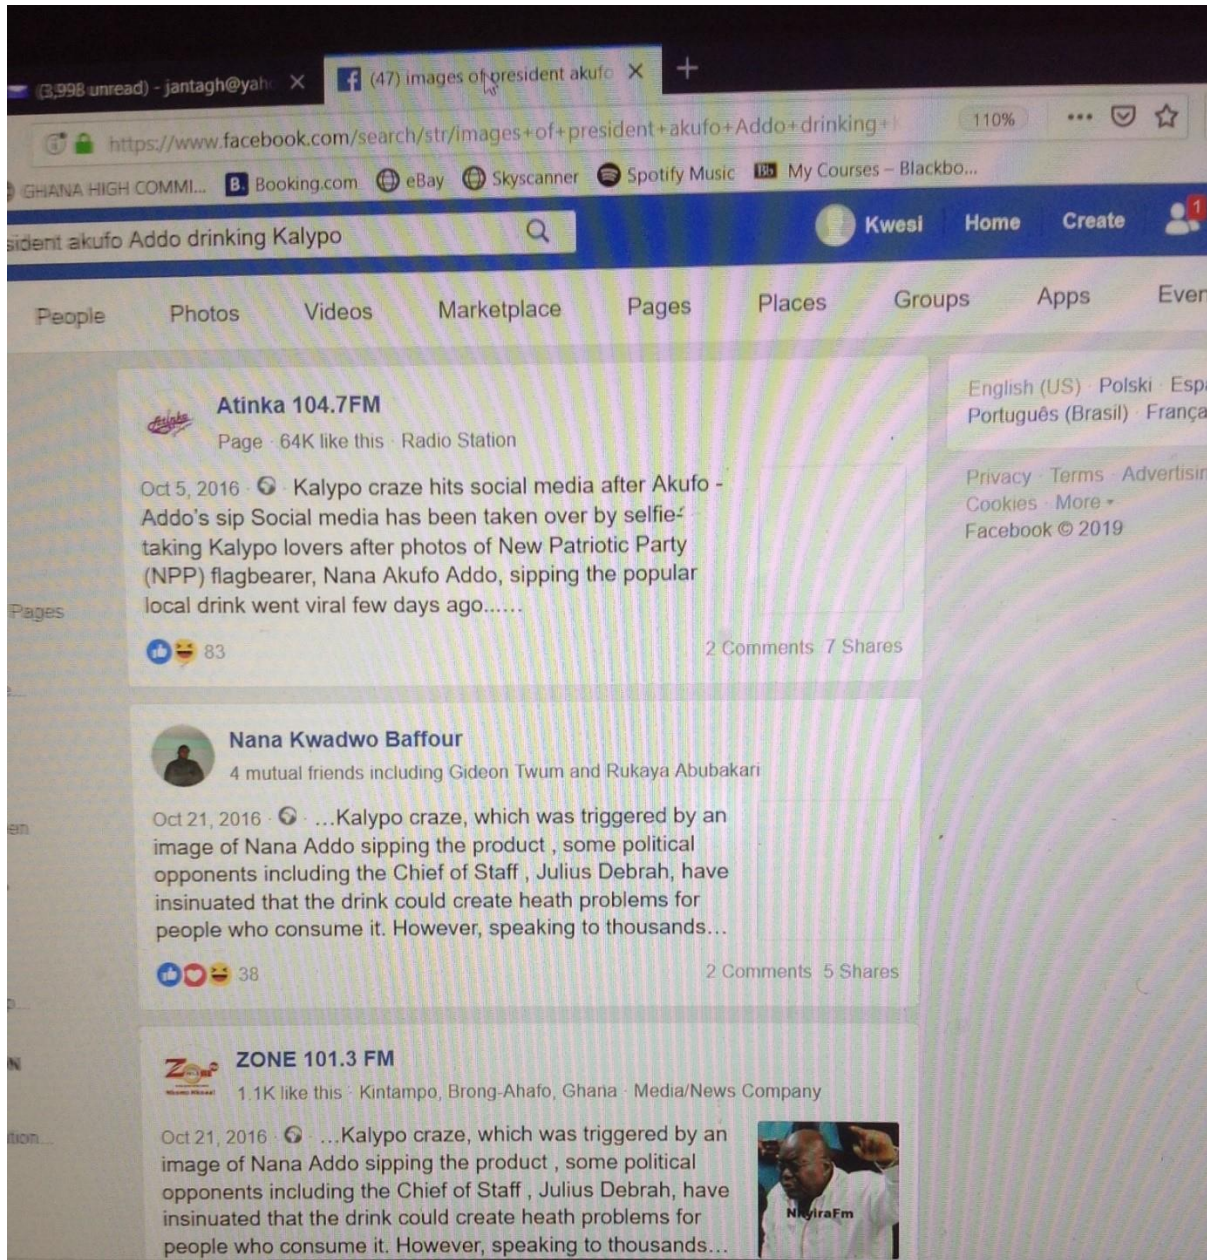 (3,998 unread) - jantagh@yah
(47) images of president akufo
https://www.facebook.com/search/str/images+of+president+akufo+Addo+drinking+
110%
GHANA HIGH COMMI...
B. Booking.com
eBay
Skyscanner
Spotify Music
Bb My Courses – Blackbo...
sident akufo Addo drinking Kalypo
Kwesi
Home
Create
1
People
Photos
Videos
Marketplace
Pages
Places
Groups
Apps
Even
Atinka 104.7FM
Page · 64K like this · Radio Station
Oct 5, 2016 · Kalypo craze hits social media after Akufo -
Addo's sip Social media has been taken over by selfie-
taking Kalypo lovers after photos of New Patriotic Party
(NPP) flagbearer, Nana Akufo Addo, sipping the popular
local drink went viral few days ago......
83
2 Comments 7 Shares
English (US) · Polski · Espa
Português (Brasil) · França
Privacy · Terms · Advertisin
Cookies · More
Facebook © 2019
Pages
Nana Kwadwo Baffour
4 mutual friends including Gideon Twum and Rukaya Abubakari
Oct 21, 2016 · ...Kalypo craze, which was triggered by an
image of Nana Addo sipping the product , some political
opponents including the Chief of Staff , Julius Debrah, have
insinuated that the drink could create heath problems for
people who consume it. However, speaking to thousands...
38
2 Comments 5 Shares
ZONE 101.3 FM
1.1K like this · Kintampo, Brong-Ahafo, Ghana · Media/News Company
Oct 21, 2016 · ...Kalypo craze, which was triggered by an
image of Nana Addo sipping the product , some political
opponents including the Chief of Staff , Julius Debrah, have
insinuated that the drink could create heath problems for
people who consume it. However, speaking to thousands...